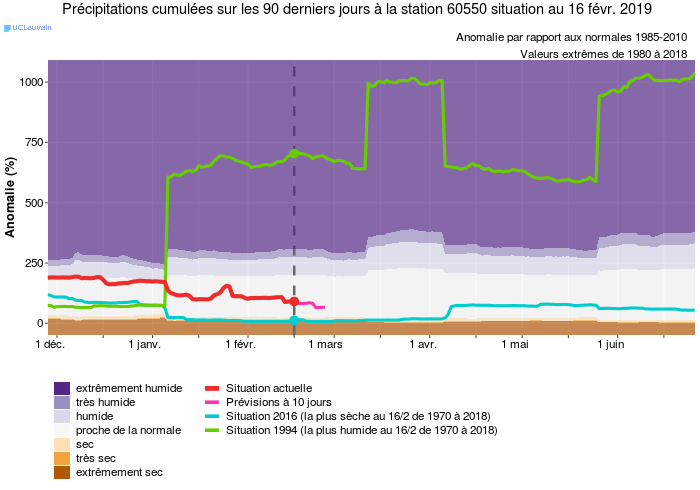 Précipitations cumulées sur les 90 derniers jours à la station 60550 situation au 16 févr. 2019
UCLouvain
Anomalie par rapport aux normales 1985-2010
Valeurs extrêmes de 1980 à 2018
Anomalie (%)
1000
750
500
250
0
1 déc.
1 janv.
1 févr.
1 mars
1 avr.
1 mai
1 juin
extrêmement humide
très humide
humide
proche de la normale
sec
très sec
extrêmement sec
Situation actuelle
Prévisions à 10 jours
Situation 2016 (la plus sèche au 16/2 de 1970 à 2018)
Situation 1994 (la plus humide au 16/2 de 1970 à 2018)